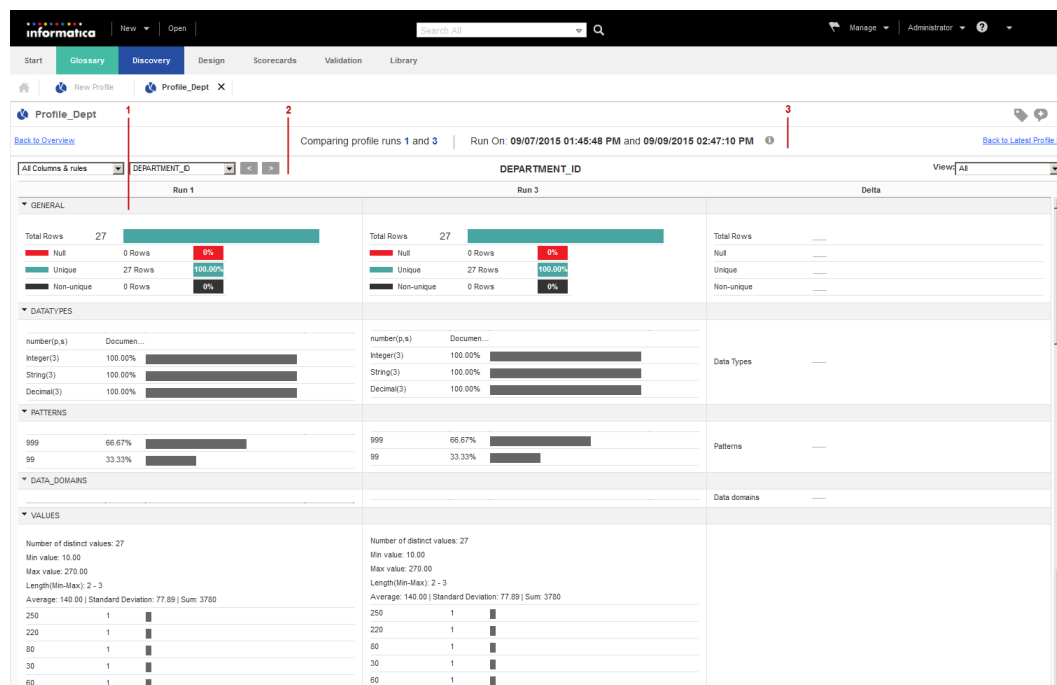 informatica New Open Search All Manage Administrator ?
Start Glossary Discovery Design Scorecards Validation Library
New Profile Profile_Dept X
Profile_Dept 1 2 3
Back to Overview Comparing profile runs 1 and 3 Run On: 09/07/2015 01:45:48 PM and 09/09/2015 02:47:10 PM Back to Latest Profile
All Columns & rules DEPARTMENT_ID < > DEPARTMENT_ID View: All
Run 1 Run 3 Delta
GENERAL
Total Rows 27 Total Rows 27 Total Rows
Null 0 Rows 0% Null 0 Rows 0% Null
Unique 27 Rows 100.00% Unique 27 Rows 100.00% Unique
Non-unique 0 Rows 0% Non-unique 0 Rows 0% Non-unique
DATATYPES
number(p,s) Documen... number(p,s) Documen...
Integer(3) 100.00% Integer(3) 100.00%
Data Types
String(3) 100.00% String(3) 100.00%
Decimal(3) 100.00% Decimal(3) 100.00%
PATTERNS
999 66.67% 999 66.67%
Patterns
99 33.33% 99 33.33%
DATA_DOMAINS
Data domains
VALUES
Number of distinct values: 27 Number of distinct values: 27
Min value: 10.00 Min value: 10.00
Max value: 270.00 Max value: 270.00
Length(Min-Max): 2 - 3 Length(Min-Max): 2 - 3
Average: 140.00 | Standard Deviation: 77.89 | Sum: 3780 Average: 140.00 | Standard Deviation: 77.89 | Sum: 3780
250 1 250 1
220 1 220 1
80 1 80 1
30 1 30 1
60 1 60 1